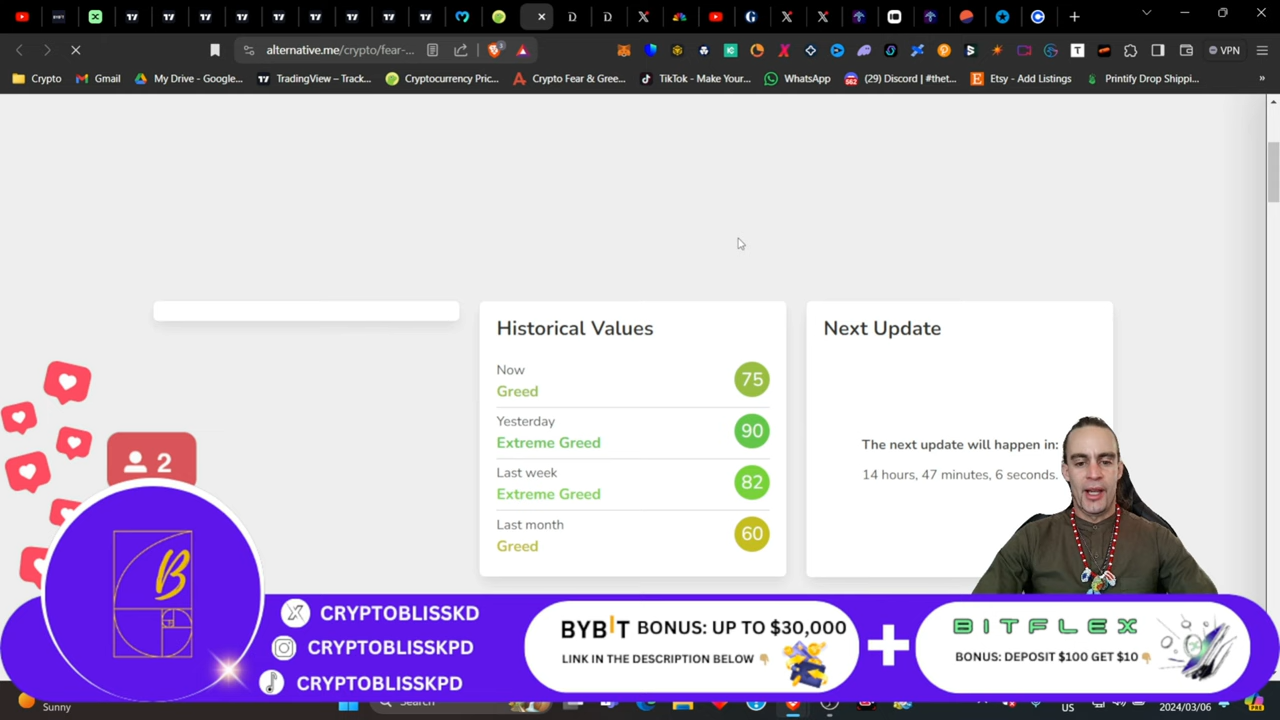 alternative.me/crypto/fear-...
VPN
Crypto
Gmail
My Drive - Google...
TradingView – Track...
Cryptocurrency Pric...
Crypto Fear & Gree...
TikTok - Make Your...
WhatsApp
(29) Discord | #thet...
Etsy - Add Listings
Printify Drop Shippi...
»
Historical Values
Now
Greed
75
Yesterday
Extreme Greed
90
Last week
Extreme Greed
82
Last month
Greed
60
Next Update
The next update will happen in:
14 hours, 47 minutes, 6 seconds.
2
B
CRYPTOBLISSKD
CRYPTOBLISSKPD
CRYPTOBLISSKPD
BYBIT BONUS: UP TO $30,000
LINK IN THE DESCRIPTION BELOW
BITFLEX
BONUS: DEPOSIT $100 GET $10
Sunny
Search
US
2024/03/06